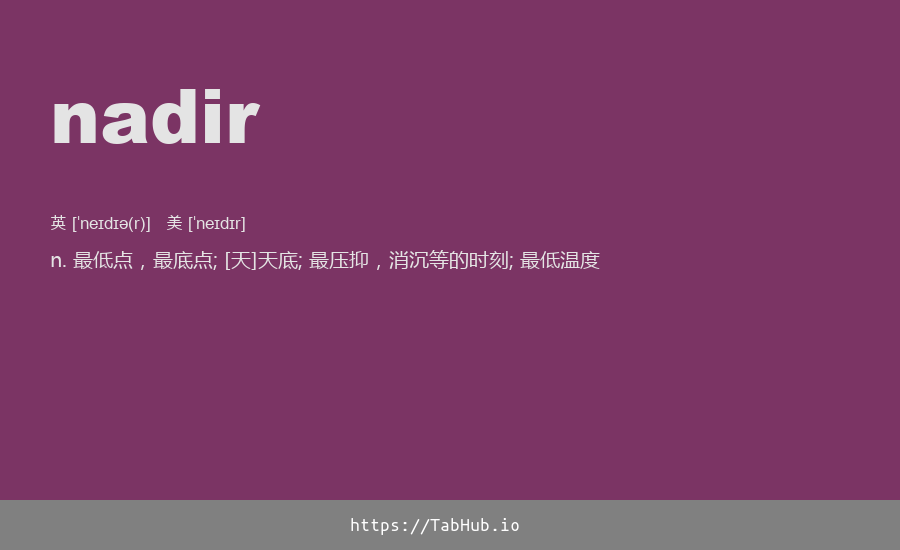 nadir
英 [ˈneɪdɪə(r)] 美 [ˈneɪdɪr]
n. 最低点，最底点; [天]天底; 最压抑，消沉等的时刻; 最低温度
https://TabHub.io